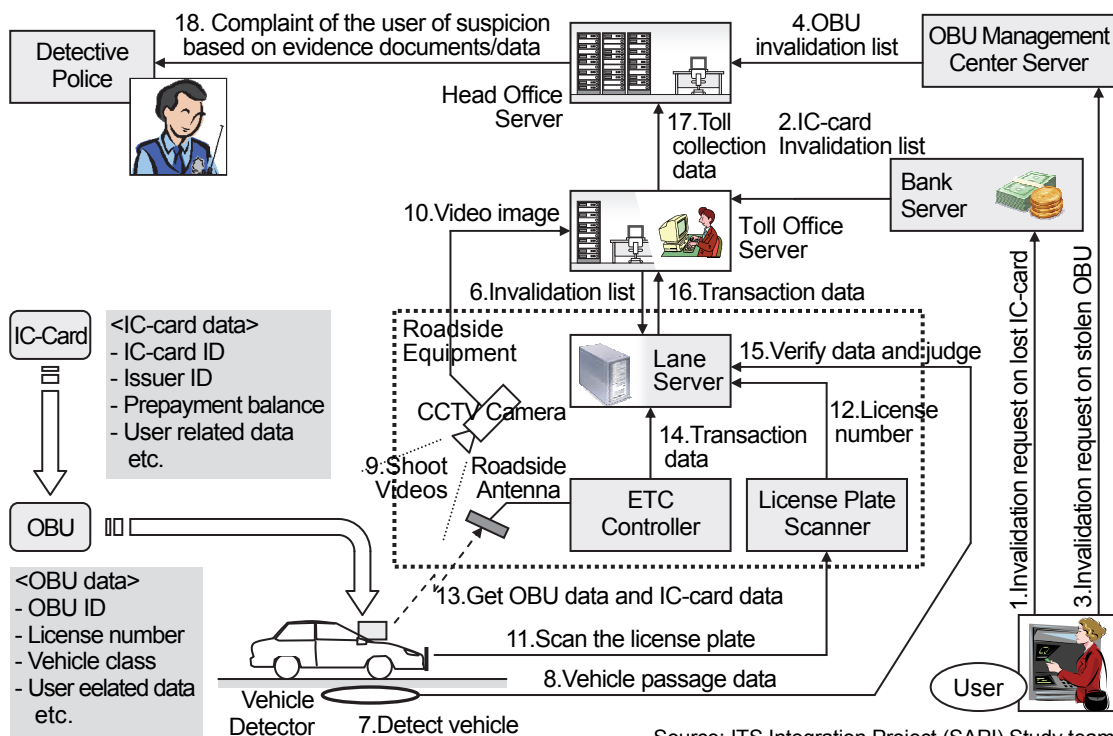 18. Complaint of the user of suspicion
based on evidence documents/data
Detective
Police
4.OBU
invalidation list
OBU Management
Center Server
Head Office
Server
17.Toll
collection
data
2.IC-card
Invalidation list
Bank
Server
10.Video image
Toll Office
Server
6.Invalidation list
16.Transaction data
IC-Card
<IC-card data>
- IC-card ID
- Issuer ID
- Prepayment balance
- User related data
etc.
Roadside
Equipment
Lane
Server
15.Verify data and judge
CCTV Camera
12.License
number
14.Transaction
data
9.Shoot
Videos
Roadside
Antenna
ETC
Controller
License Plate
Scanner
1.Invalidation request on lost IC-card
3.Invalidation request on stolen OBU
OBU
<OBU data>
- OBU ID
- License number
- Vehicle class
- User eelated data
etc.
13.Get OBU data and IC-card data
11.Scan the license plate
8.Vehicle passage data
User
Vehicle
Detector
7.Detect vehicle
Source: ITS Integration Project (SAPI) Study team